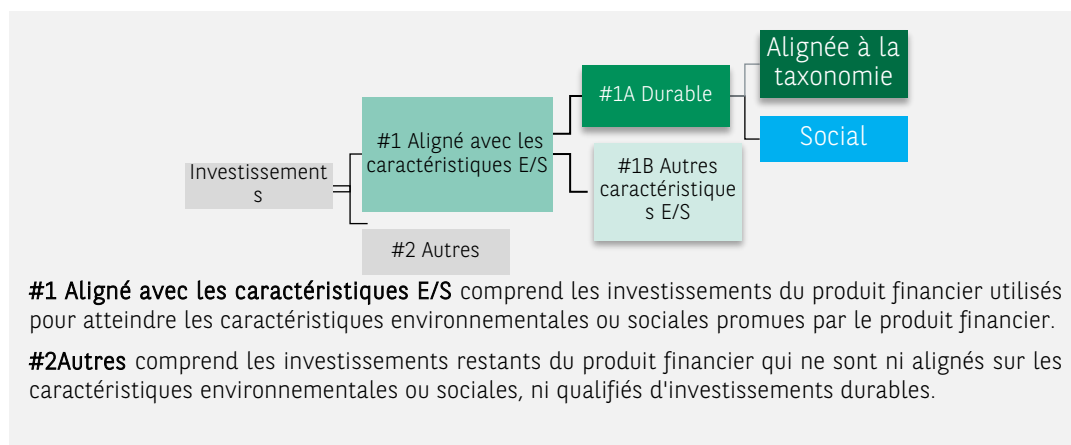 Investissement
s
#1 Aligné avec les
caractéristiques E/S
#2 Autres
#1A Durable
#1B Autres
caractéristique
s E/S
Alignée à la
taxonomie
Social
#1 Aligné avec les caractéristiques E/S comprend les investissements du produit financier utilisés
pour atteindre les caractéristiques environnementales ou sociales promues par le produit financier.
#2Autres comprend les investissements restants du produit financier qui ne sont ni alignés sur les
caractéristiques environnementales ou sociales, ni qualifiés d'investissements durables.